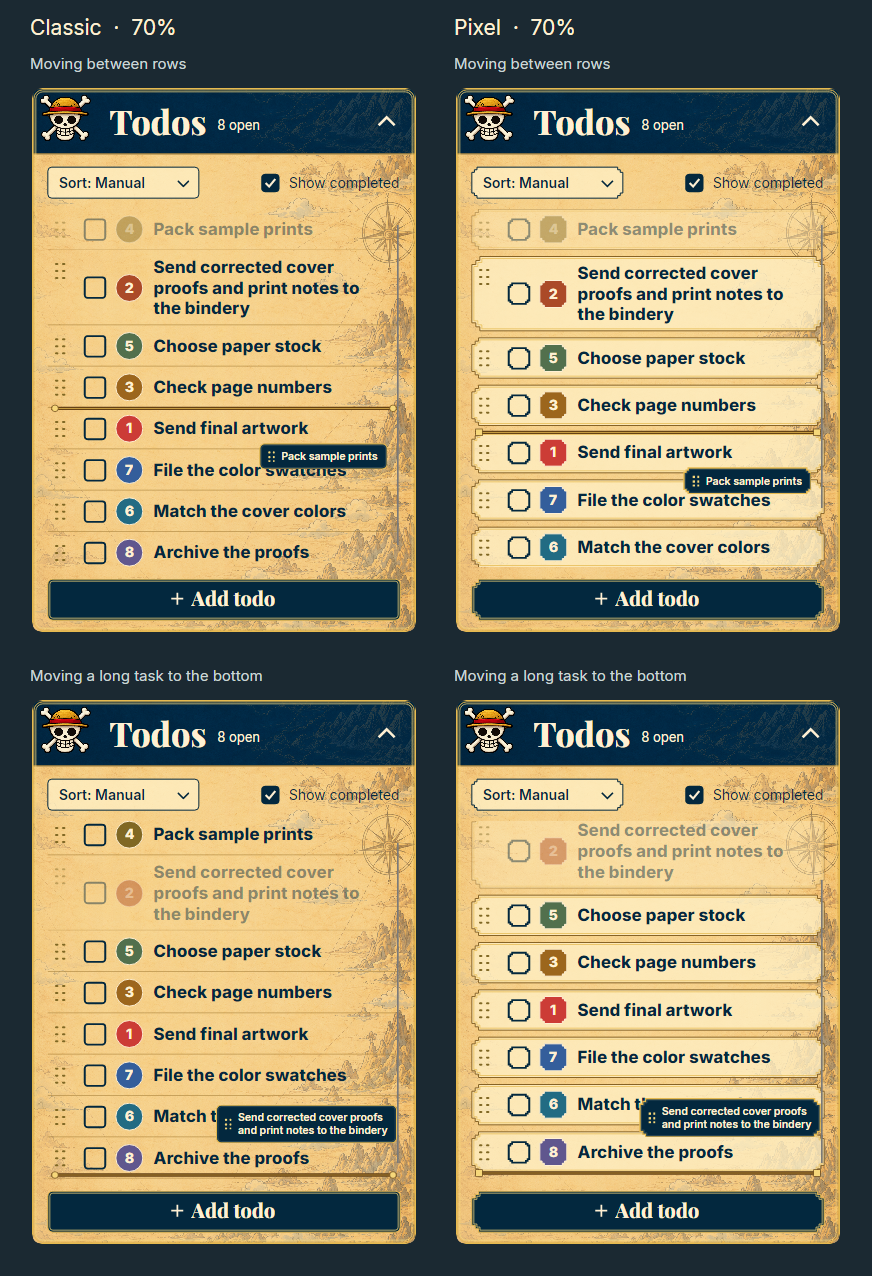 Classic · 70%
Moving between rows
Todos 8 open
Sort: Manual
Show completed
4 Pack sample prints
2 Send corrected cover
proofs and print notes to
the bindery
5 Choose paper stock
3 Check page numbers
1 Send final artwork
Pack sample prints
7 File the color swatches
6 Match the cover colors
8 Archive the proofs
+ Add todo
Pixel · 70%
Moving between rows
Todos 8 open
Sort: Manual
Show completed
4 Pack sample prints
2 Send corrected cover
proofs and print notes to
the bindery
5 Choose paper stock
3 Check page numbers
1 Send final artwork
Pack sample prints
7 File the color swatches
6 Match the cover colors
+ Add todo
Moving a long task to the bottom
Todos 8 open
Sort: Manual
Show completed
4 Pack sample prints
2 Send corrected cover
proofs and print notes to
the bindery
5 Choose paper stock
3 Check page numbers
1 Send final artwork
7 File the color swatches
6 Match
Send corrected cover proofs
and print notes to the bindery
8 Archive the proofs
+ Add todo
Moving a long task to the bottom
Todos 8 open
Sort: Manual
Show completed
2 Send corrected cover
proofs and print notes to
the bindery
5 Choose paper stock
3 Check page numbers
1 Send final artwork
7 File the color swatches
6 Match
Send corrected cover proofs
and print notes to the bindery
8 Archive the proofs
+ Add todo